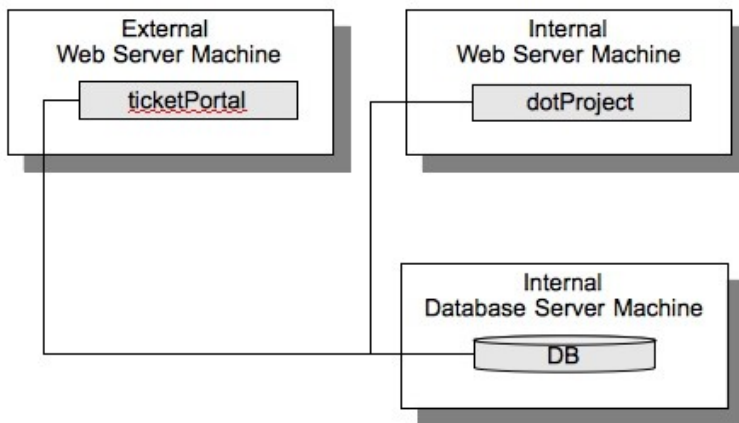 External
Web Server Machine
ticketPortal
Internal
Web Server Machine
dotProject
Internal
Database Server Machine
DB